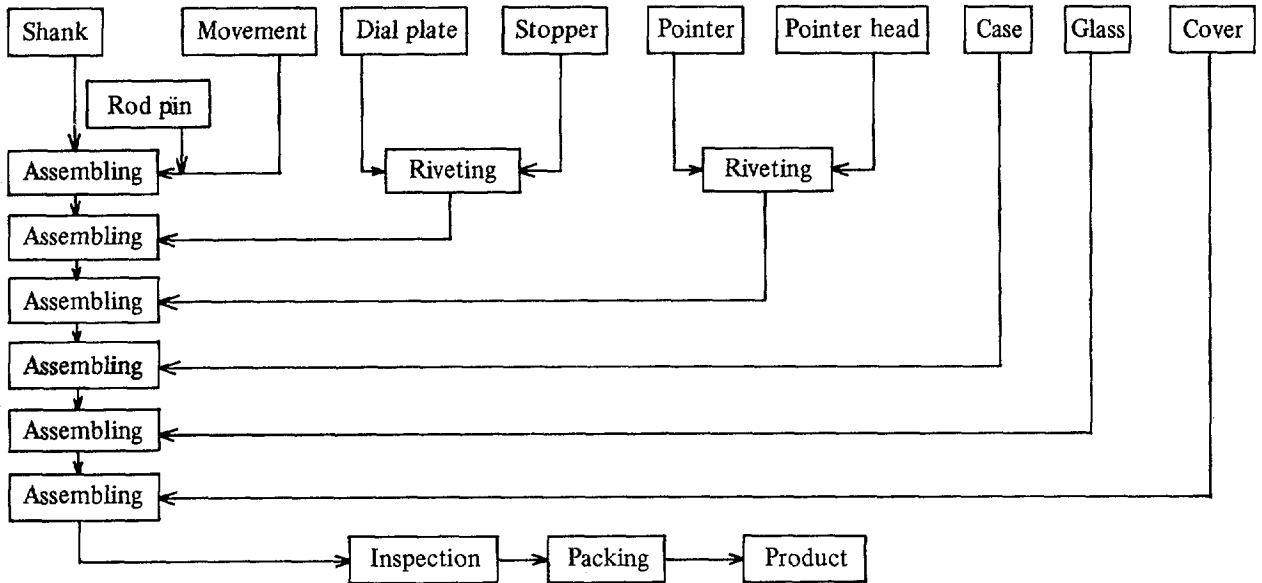 Shank
Movement
Dial plate
Stopper
Pointer
Pointer head
Case
Glass
Cover
Rod pin
Assembling
Riveting
Riveting
Assembling
Assembling
Assembling
Assembling
Assembling
Inspection
Packing
Product